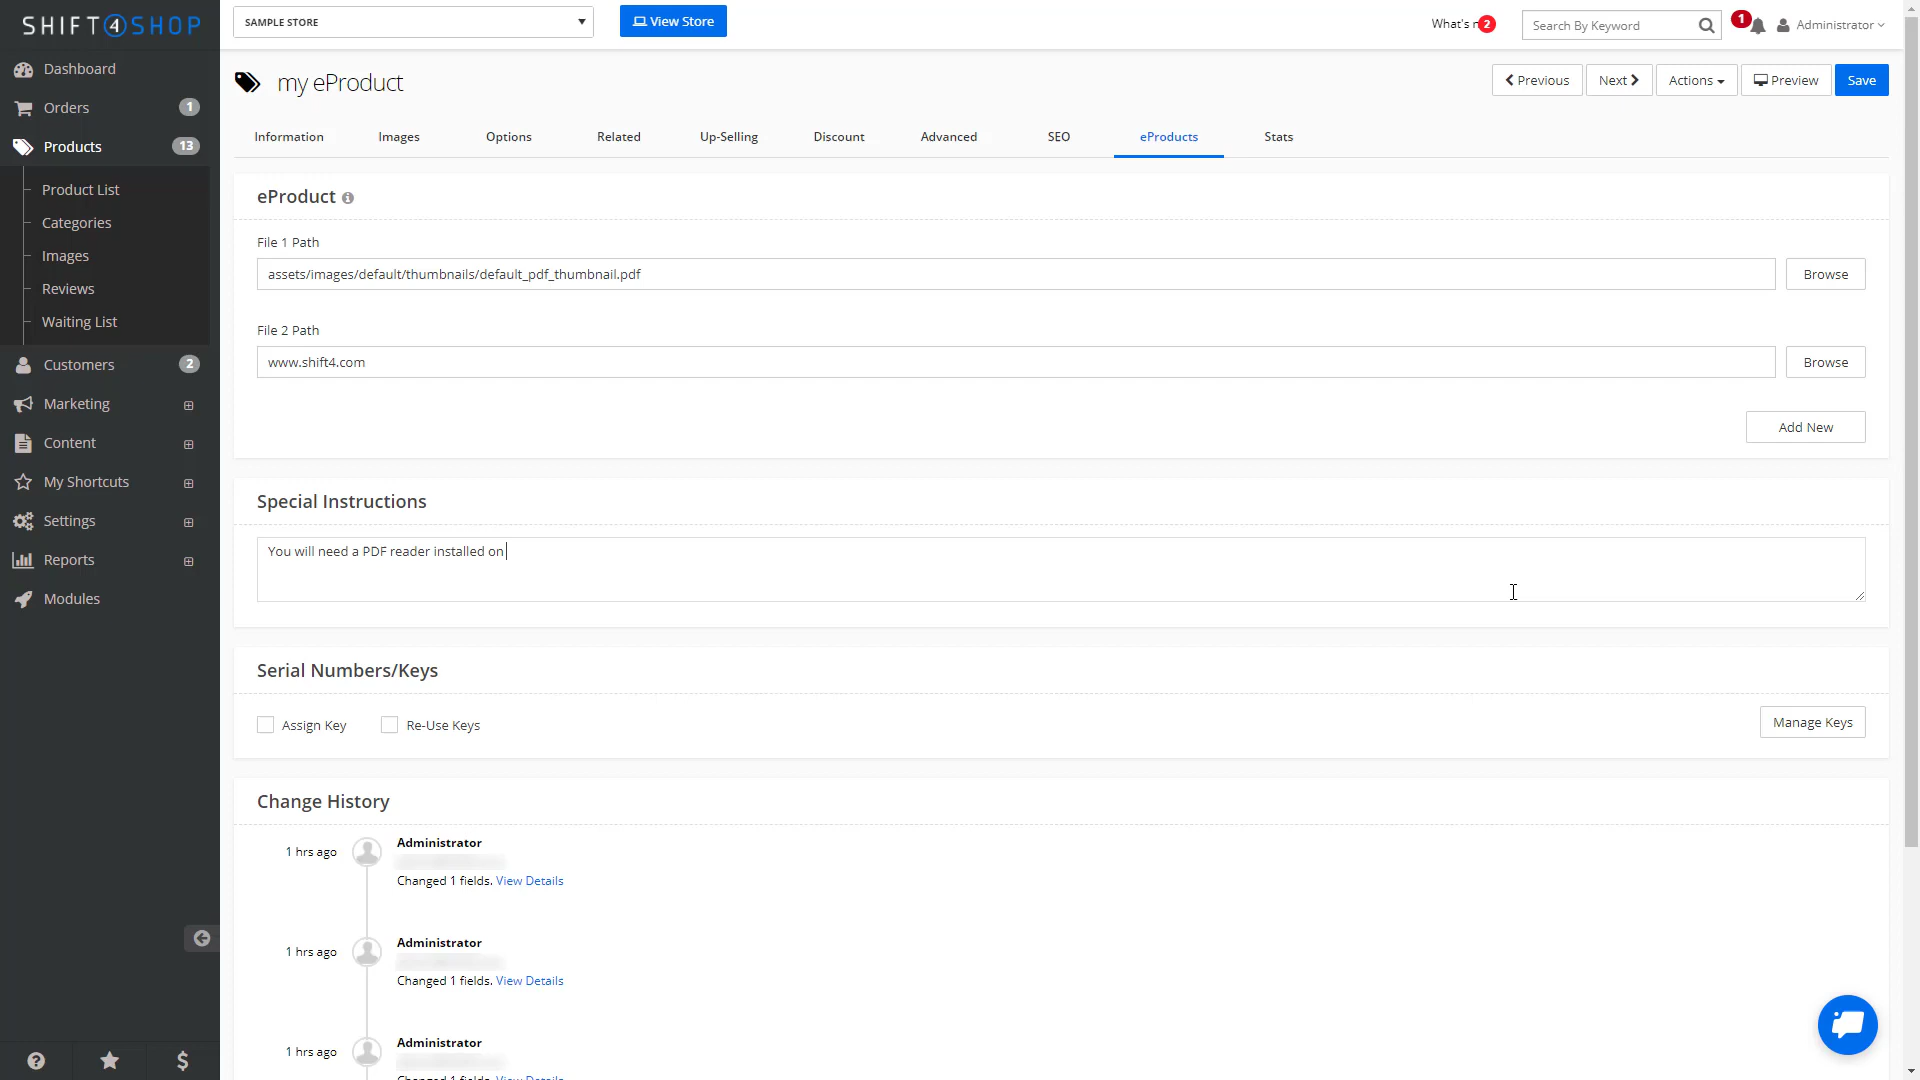 SHIFT4SHOP
SAMPLE STORE
View Store
What's n
2
Search By Keyword
1
Administrator
Dashboard
Orders
1
Products
13
Product List
Categories
Images
Reviews
Waiting List
Customers
2
Marketing
Content
My Shortcuts
Settings
Reports
Modules
my eProduct
Previous
Next
Actions
Preview
Save
Information
Images
Options
Related
Up-Selling
Discount
Advanced
SEO
eProducts
Stats
eProduct
File 1 Path
assets/images/default/thumbnails/default_pdf_thumbnail.pdf
Browse
File 2 Path
www.shift4.com
Browse
Add New
Special Instructions
You will need a PDF reader installed on
Serial Numbers/Keys
Assign Key
Re-Use Keys
Manage Keys
Change History
1 hrs ago
Administrator
Changed 1 fields. View Details
1 hrs ago
Administrator
Changed 1 fields. View Details
1 hrs ago
Administrator
Changed 1 fields. View Details